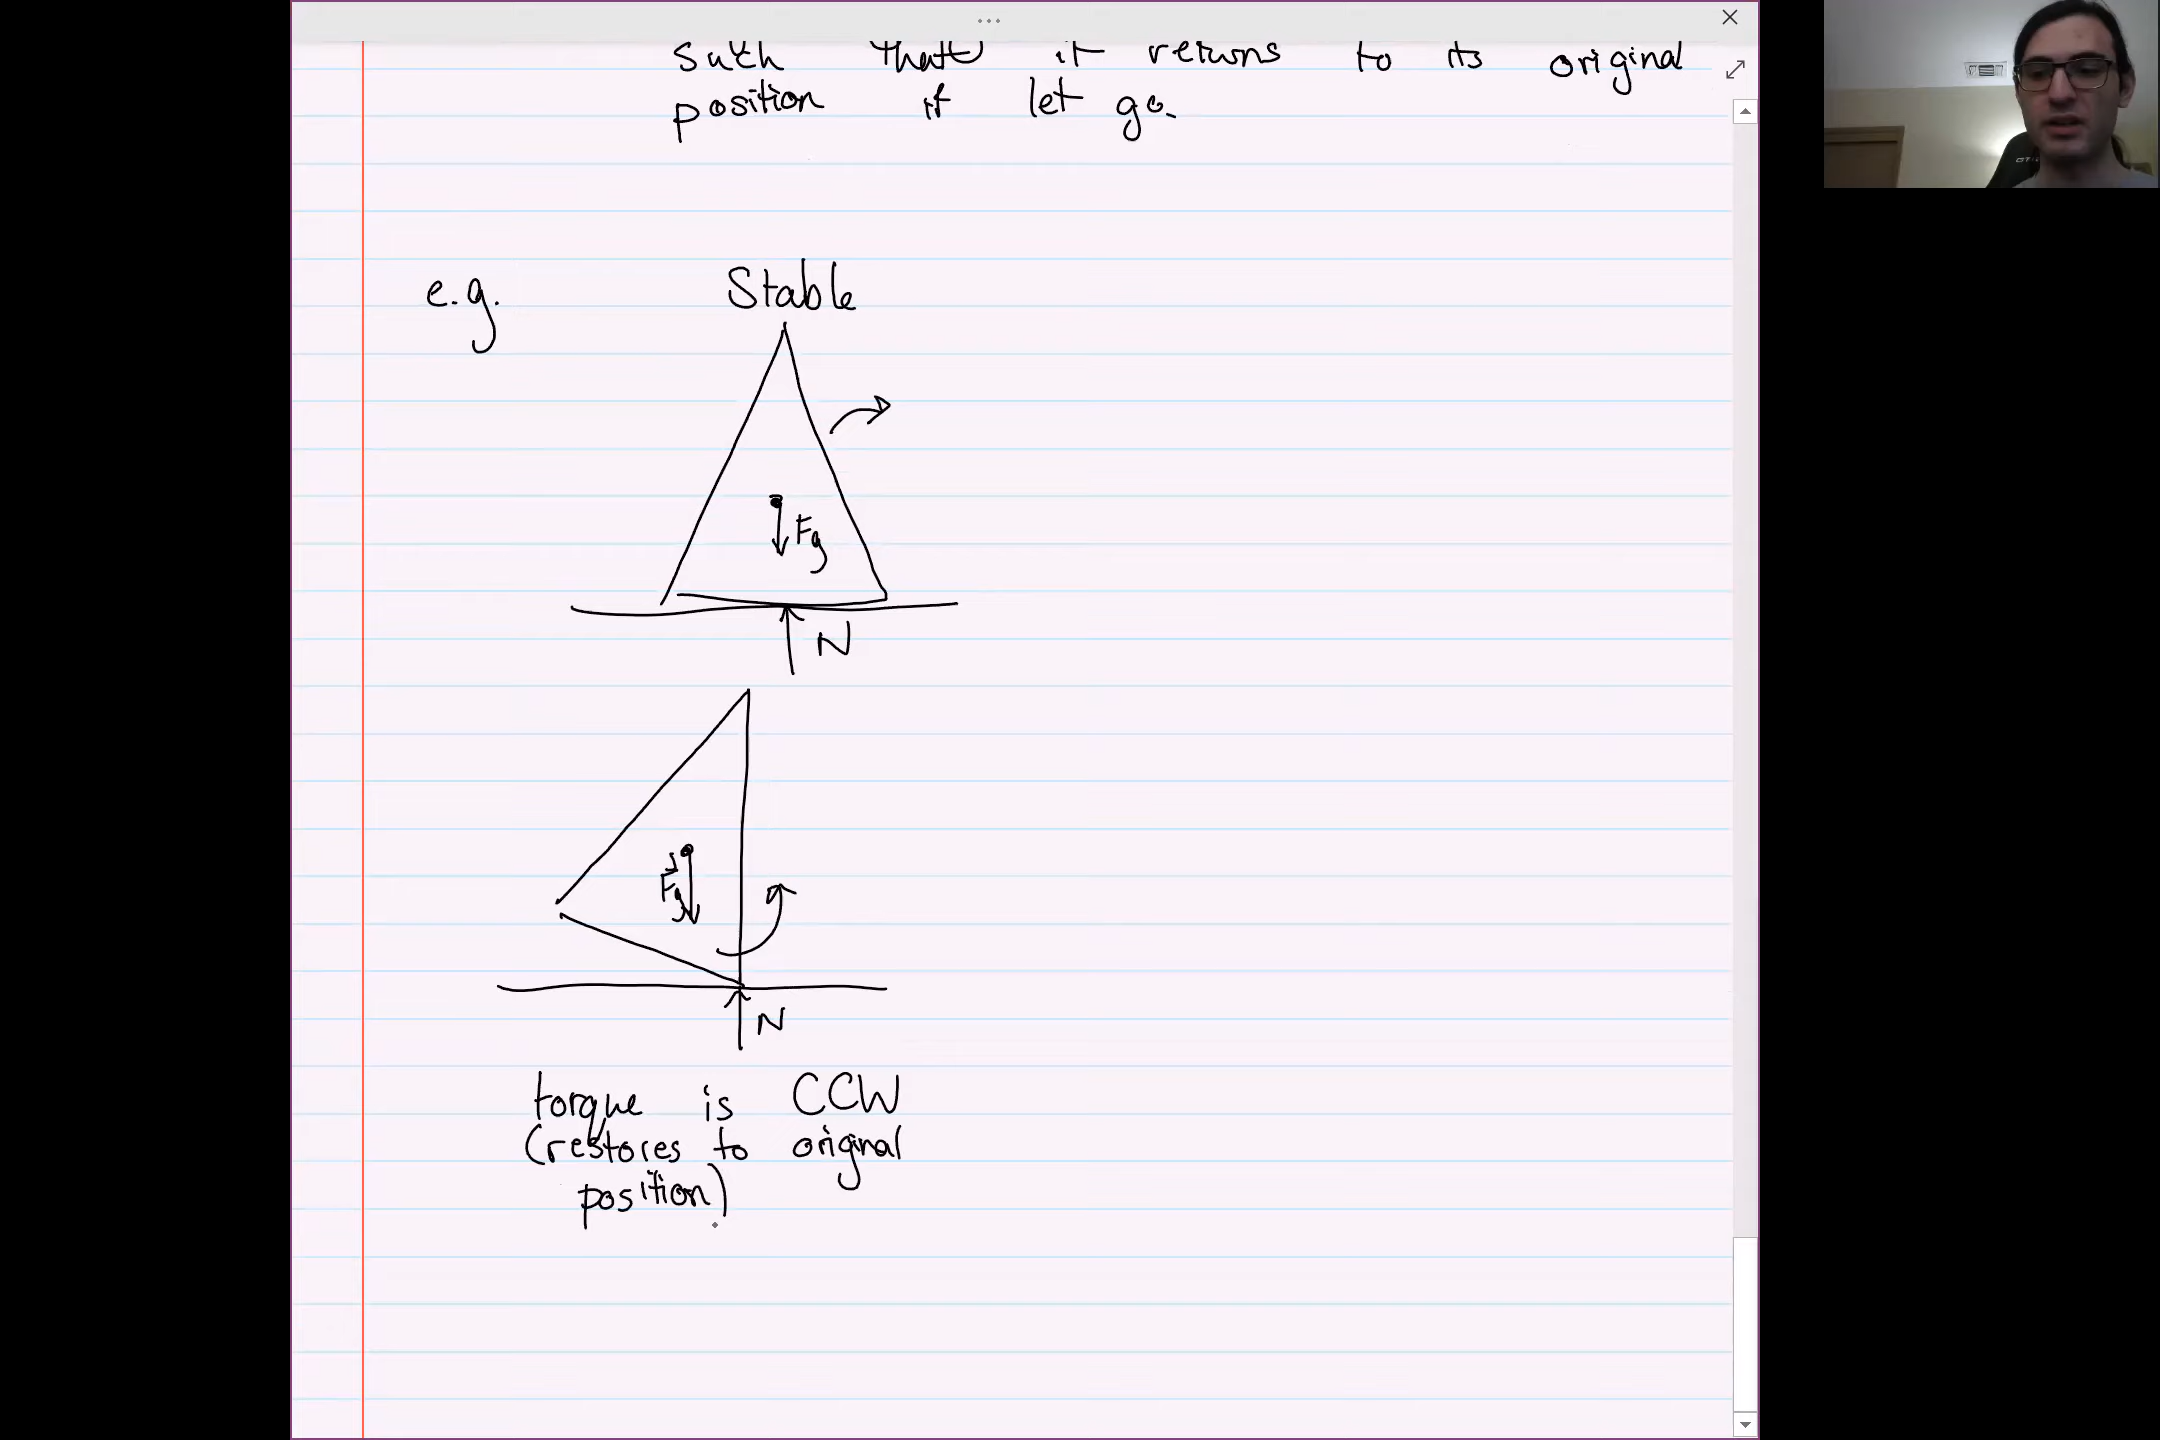 such that it returns to its original
position if let go.
e.g. Stable
Fg
N
Fg
N
torque is CCW
(restores to original
position)